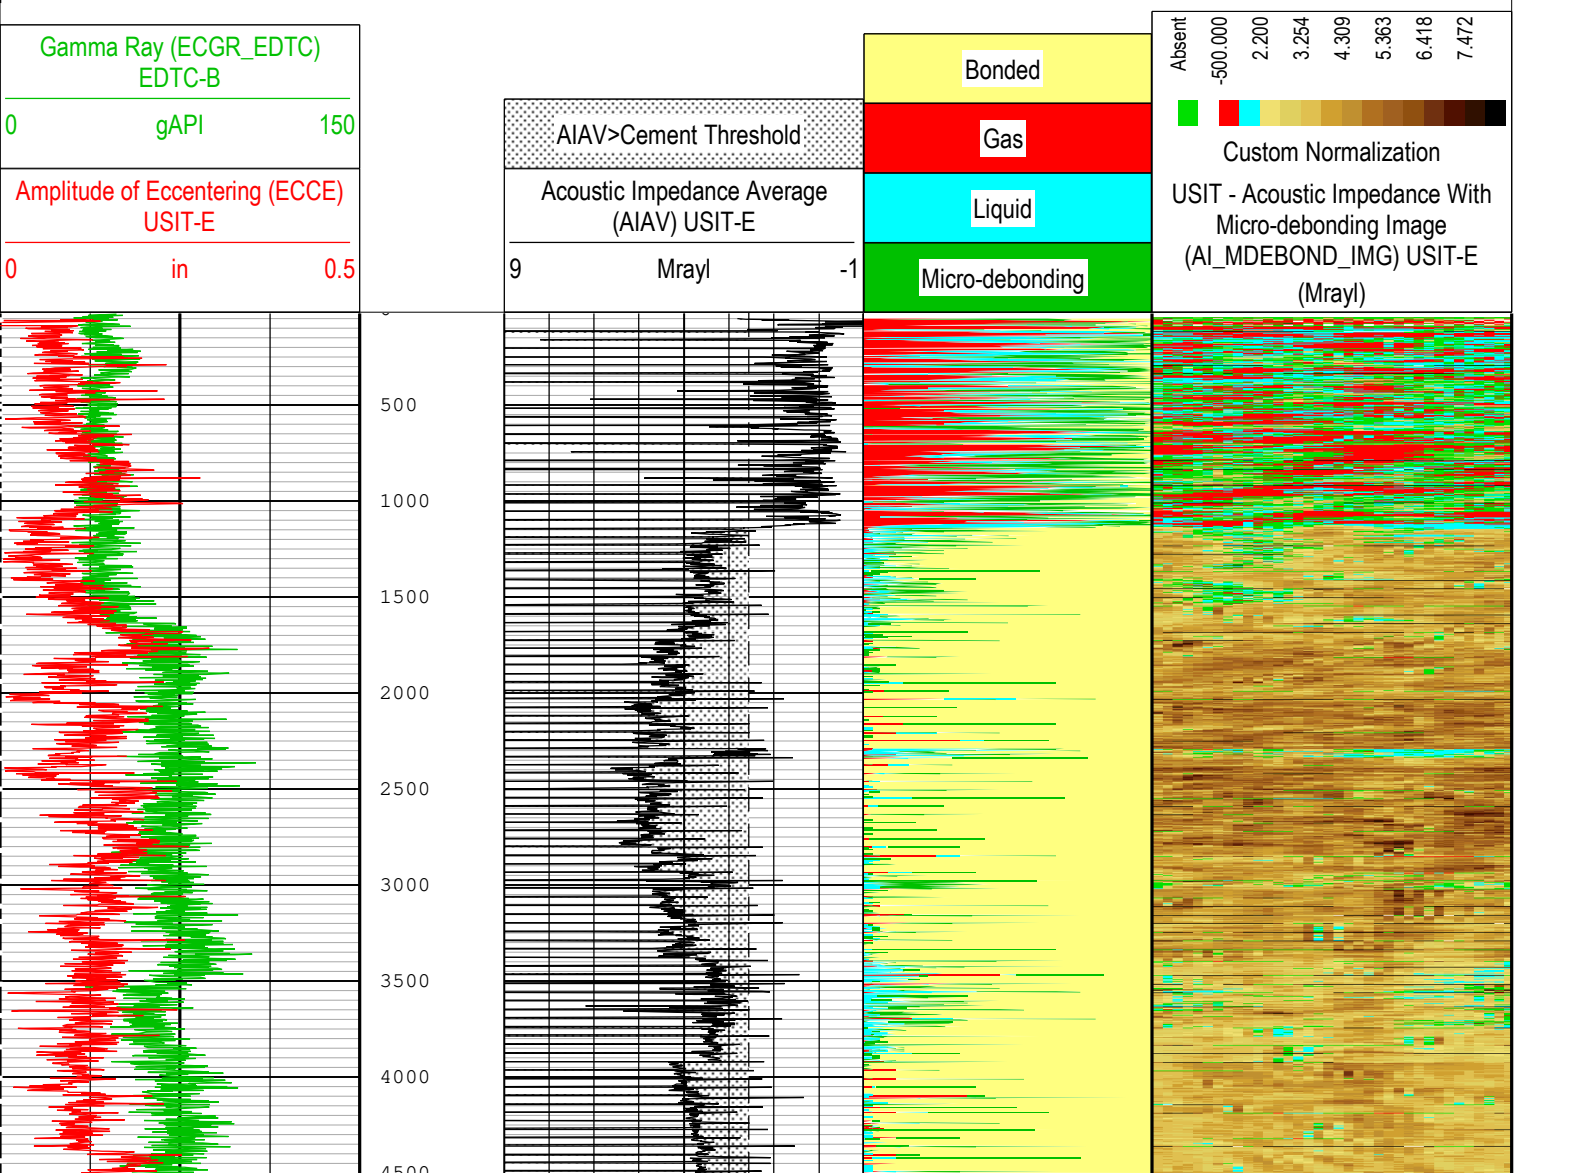 Gamma Ray (ECGR_EDTC)
EDTC-B
0 gAPI 150
Amplitude of Eccentering (ECCE)
USIT-E
0 in 0.5
AIAV>Cement Threshold
Acoustic Impedance Average
(AIAV) USIT-E
9 Mrayl -1
Bonded
Gas
Liquid
Micro-debonding
Absent
-500.000
2.200
3.254
4.309
5.363
6.418
7.472
Custom Normalization
USIT - Acoustic Impedance With
Micro-debonding Image
(AI_MDEBOND_IMG) USIT-E
(Mrayl)
500
1000
1500
2000
2500
3000
3500
4000
4500